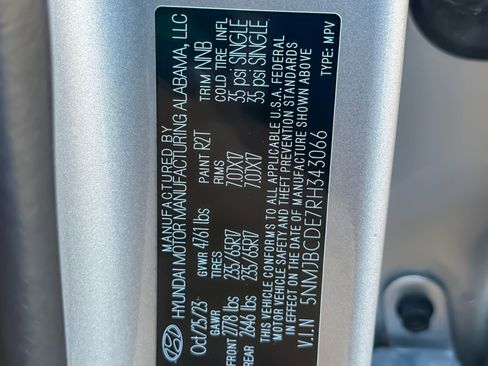 MANUFACTURED BY
HYUNDAI MOTOR MANUFACTURING ALABAMA, LLC
Oct/25/23 GVWR 4761 lbs PAINT R2T TRIM NNB
GAWR RIMS COLD TIRE INFL
FRONT 2778 lbs 235/65R17 7.0JX17 35 psi SINGLE
REAR 2646 lbs 235/65R17 7.0JX17 35 psi SINGLE
THIS VEHICLE CONFORMS TO ALL APPLICABLE U.S.A. FEDERAL
MOTOR VEHICLE SAFETY AND THEFT PREVENTION STANDARDS
IN EFFECT ON THE DATE OF MANUFACTURE SHOWN ABOVE
V.I.N 5NMJBCDE7RH343066 TYPE: MPV